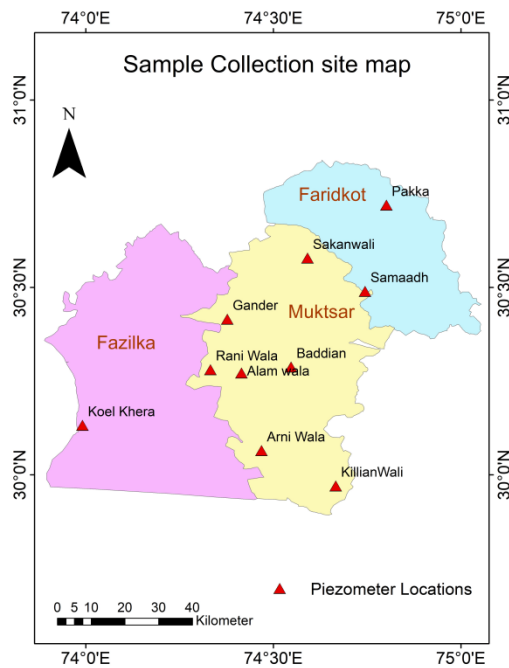 74°0'E 74°30'E 75°0'E
Sample Collection site map
31°0'N 31°0'N
N
Pakka
Faridkot
Sakanwali
Samaadh
30°30'N 30°30'N
Gander
Muktsar
Fazilka
Rani Wala
Baddian
Alam wala
Koel Khera
Arni Wala
KillianWali
30°0'N 30°0'N
Piezometer Locations
0 5 10 20 30 40
Kilometer
74°0'E 74°30'E 75°0'E